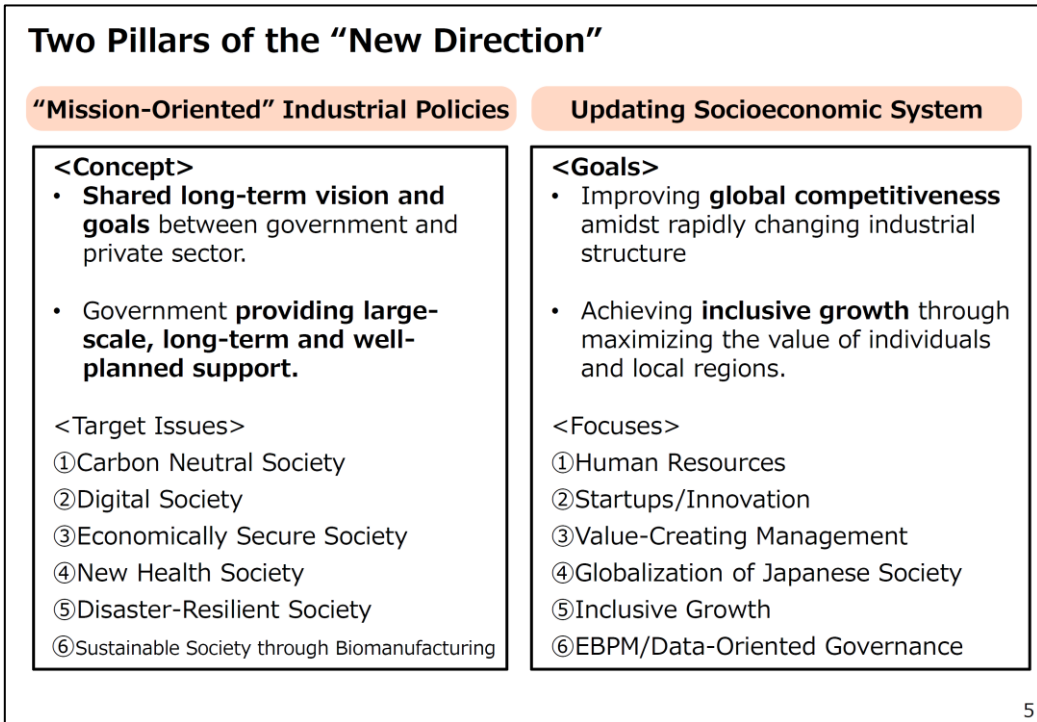 Two Pillars of the “New Direction”
“Mission-Oriented” Industrial Policies
<Concept>
• Shared long-term vision and
goals between government and
private sector.
• Government providing large-
scale, long-term and well-
planned support.
<Target Issues>
①Carbon Neutral Society
②Digital Society
③Economically Secure Society
④New Health Society
⑤Disaster-Resilient Society
⑥Sustainable Society through Biomanufacturing
Updating Socioeconomic System
<Goals>
• Improving global competitiveness
amidst rapidly changing industrial
structure
• Achieving inclusive growth through
maximizing the value of individuals
and local regions.
<Focuses>
①Human Resources
②Startups/Innovation
③Value-Creating Management
④Globalization of Japanese Society
⑤Inclusive Growth
⑥EBPM/Data-Oriented Governance
5